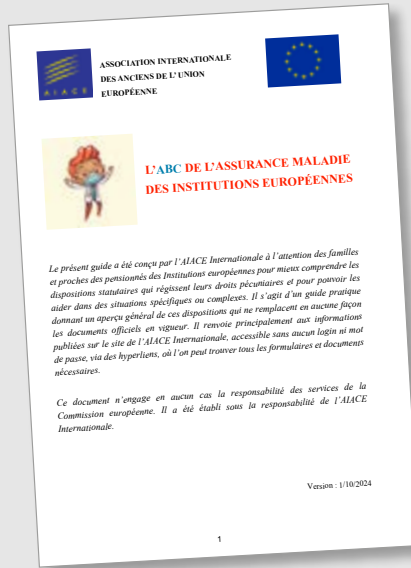 AIACE
ASSOCIATION INTERNATIONALE
DES ANCIENS DE L' UNION
EUROPÉENNE
L'ABC DE L'ASSURANCE MALADIE
DES INSTITUTIONS EUROPÉENNES
Le présent guide a été conçu par l'AIACE Internationale à l'attention des familles
et proches des pensionnés des Institutions européennes pour mieux comprendre les
dispositions statutaires qui régissent leurs droits pécuniaires et pour pouvoir les
aider dans des situations spécifiques ou complexes. Il s'agit d'un guide pratique
donnant un aperçu général de ces dispositions qui ne remplacent en aucune façon
les documents officiels en vigueur. Il renvoie principalement aux informations
publiées sur le site de l'AIACE Internationale, accessible sans aucun login ni mot
de passe, via des hyperliens, où l'on peut trouver tous les formulaires et documents
nécessaires.
Ce document n'engage en aucun cas la responsabilité des services de la
Commission européenne. Il a été établi sous la responsabilité de l'AIACE
Internationale.
Version : 1/10/2024
1